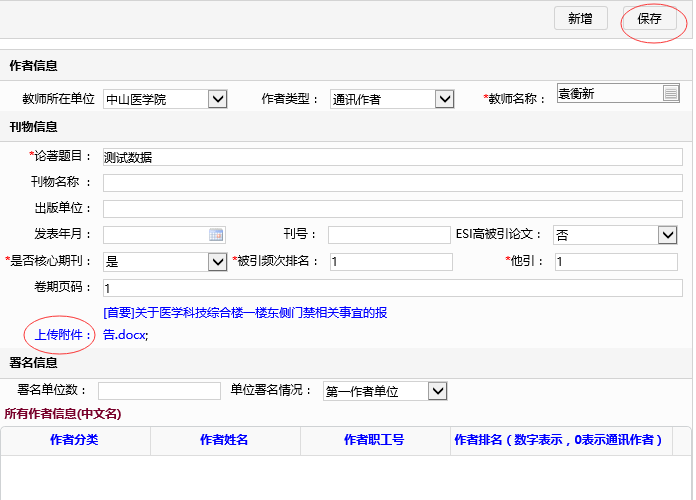 新增 保存
作者信息
教师所在单位 中山医学院 作者类型： 通讯作者 *教师名称： 袁衡新
刊物信息
*论著题目： 测试数据
刊物名称 ：
出版单位：
发表年月： 刊号： ESI高被引论文： 否
*是否核心期刊： 是 *被引频次排名： 1 *他引： 1
卷期页码： 1
[首要]关于医学科技综合楼一楼东侧门禁相关事宜的报
上传附件： 告.docx;
署名信息
署名单位数： 单位署名情况： 第一作者单位
所有作者信息(中文名)
作者分类 作者姓名 作者职工号 作者排名（数字表示，0表示通讯作者）